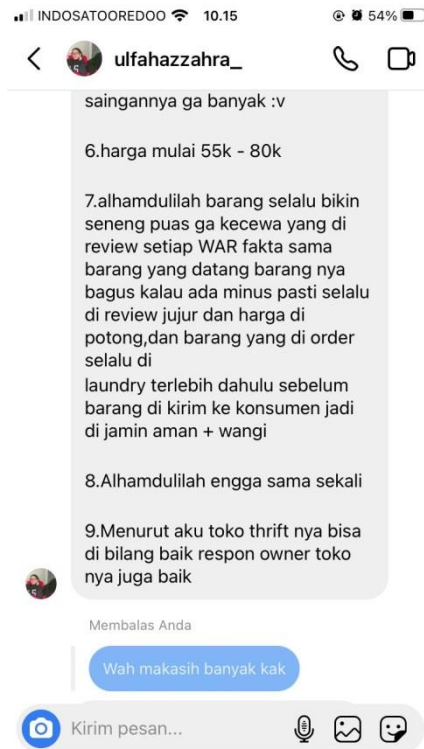 INDOSATOOREDOO 10.15 54%
ulfahazzahra_
saingannya ga banyak :v
6.harga mulai 55k - 80k
7.alhamdulilah barang selalu bikin
seneng puas ga kecewa yang di
review setiap WAR fakta sama
barang yang datang barang nya
bagus kalau ada minus pasti selalu
di review jujur dan harga di
potong,dan barang yang di order
selalu di
laundry terlebih dahulu sebelum
barang di kirim ke konsumen jadi
di jamin aman + wangi
8.Alhamdulilah engga sama sekali
9.Menurut aku toko thrift nya bisa
di bilang baik respon owner toko
nya juga baik
Membalas Anda
Wah makasih banyak kak
Kirim pesan...